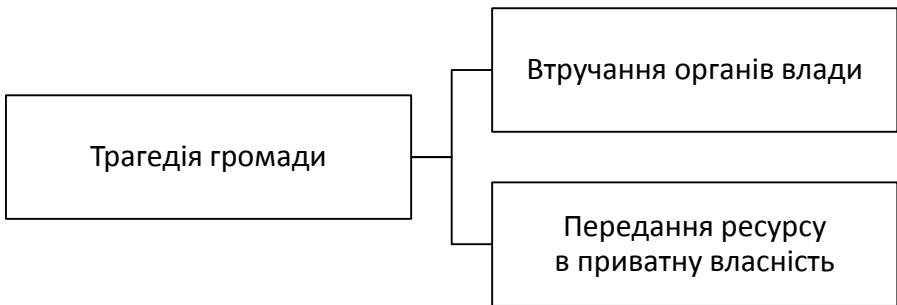 Втручання органів влади
Трагедія громади
Передання ресурсу
в приватну власність